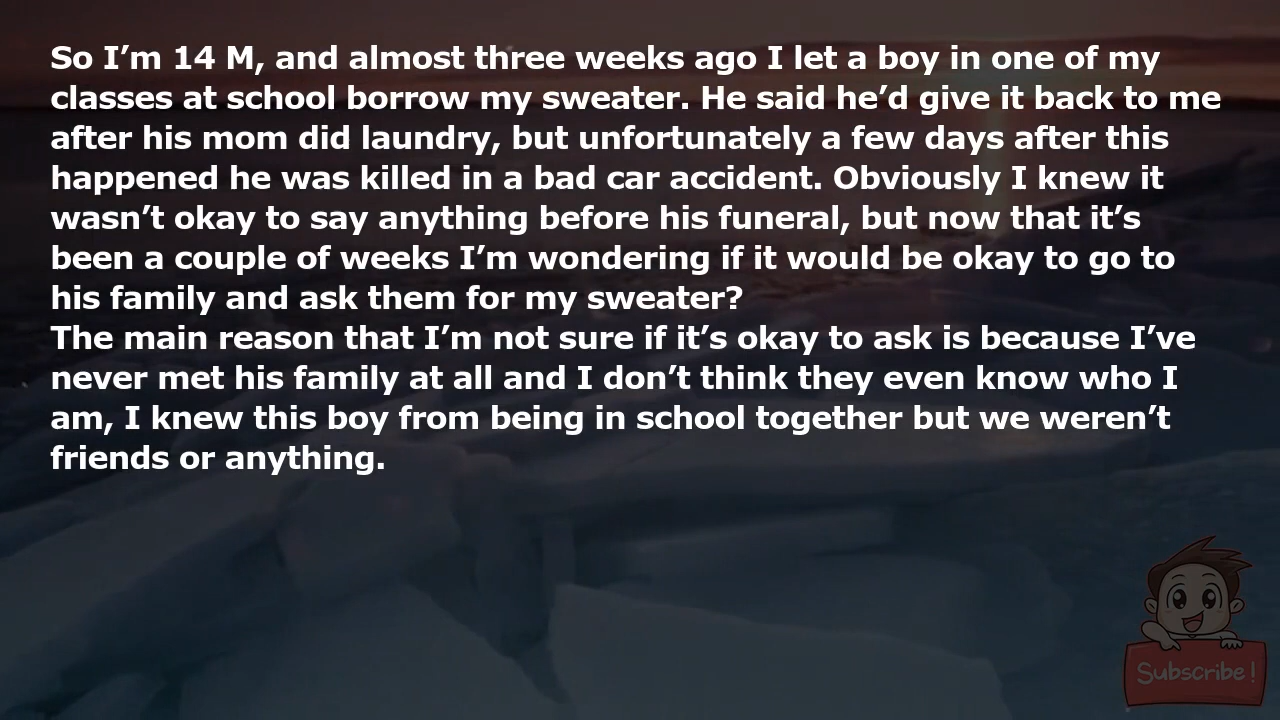 So I’m 14 M, and almost three weeks ago I let a boy in one of my
classes at school borrow my sweater. He said he’d give it back to me
after his mom did laundry, but unfortunately a few days after this
happened he was killed in a bad car accident. Obviously I knew it
wasn’t okay to say anything before his funeral, but now that it’s
been a couple of weeks I’m wondering if it would be okay to go to
his family and ask them for my sweater?
The main reason that I’m not sure if it’s okay to ask is because I’ve
never met his family at all and I don’t think they even know who I
am, I knew this boy from being in school together but we weren’t
friends or anything.
Subscribe!